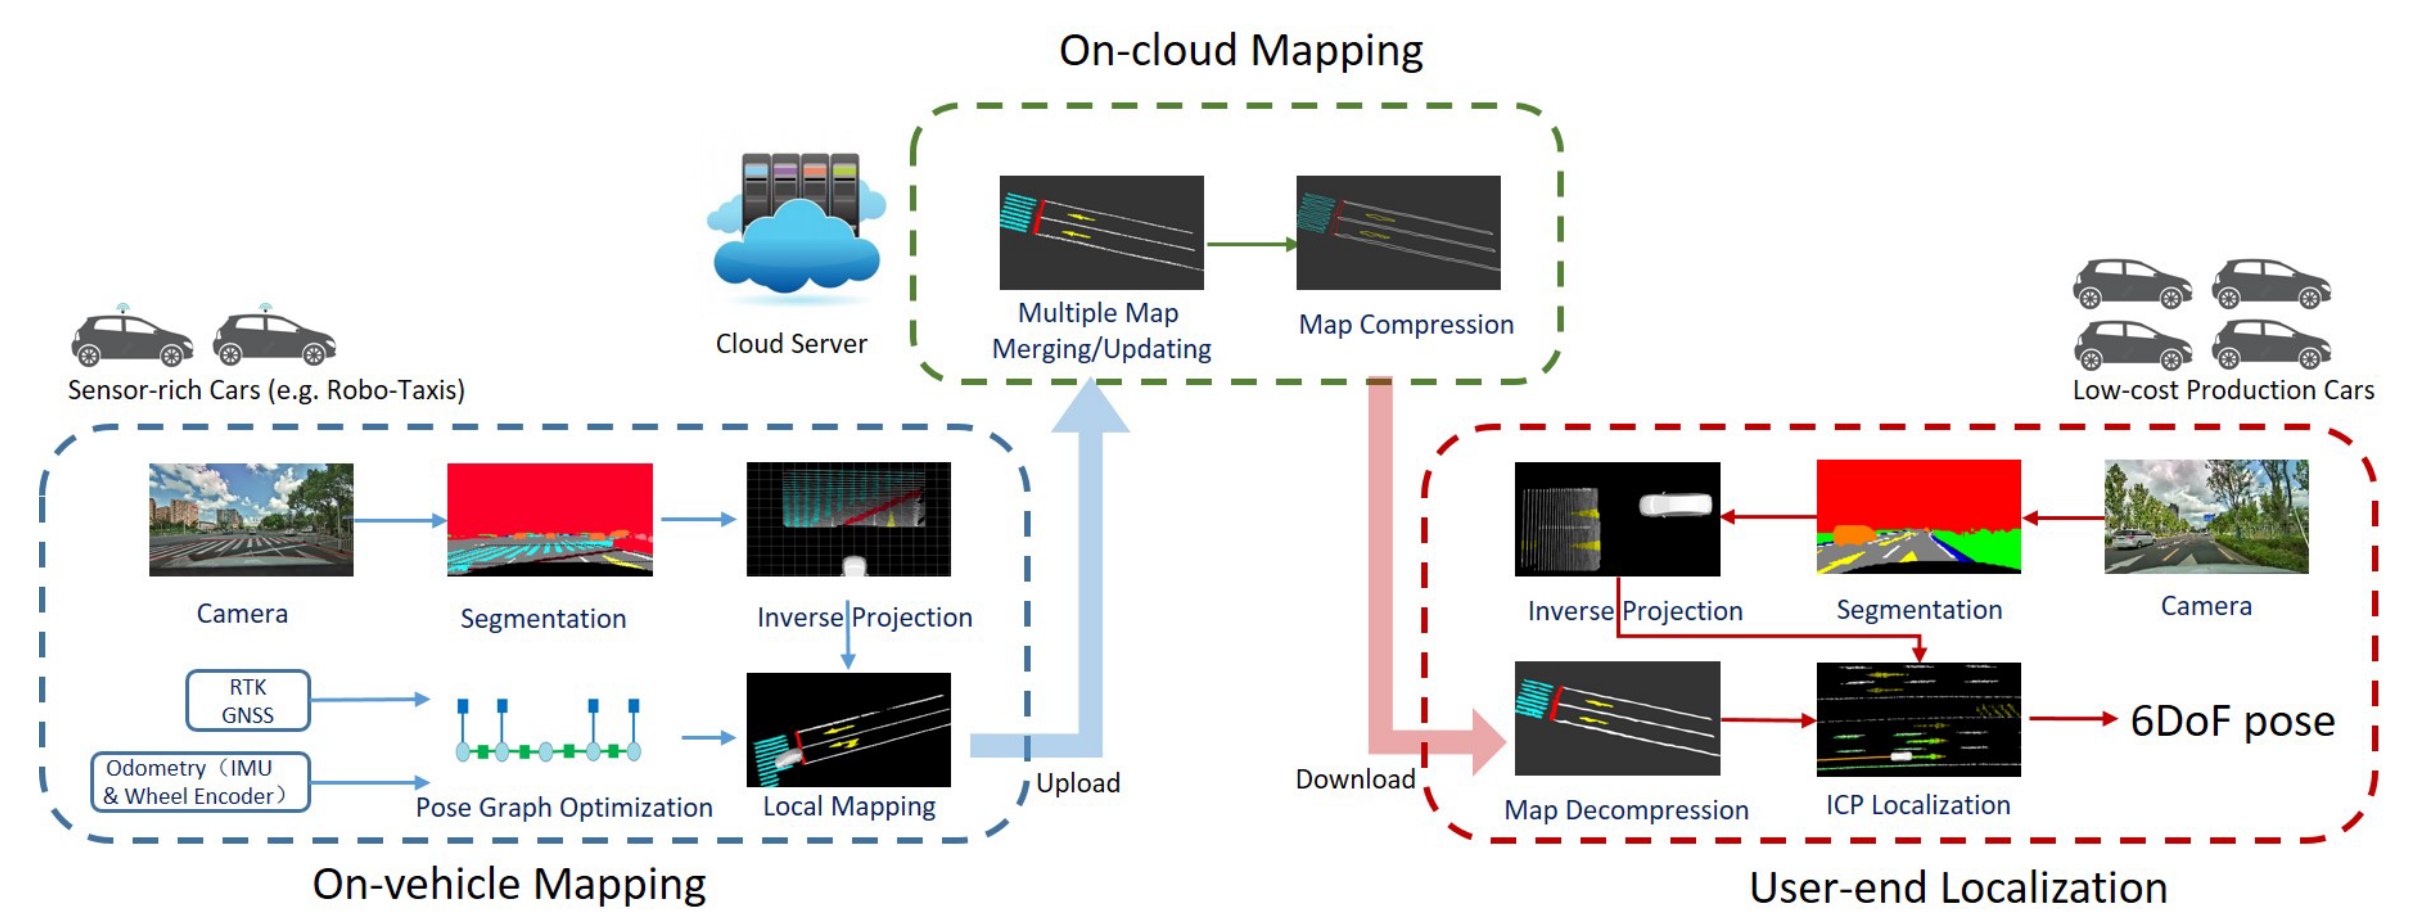 On-cloud Mapping
Cloud Server
Multiple Map
Merging/Updating
Map Compression
Sensor-rich Cars (e.g. Robo-Taxis)
Low-cost Production Cars
Camera
Segmentation
Inverse Projection
RTK
GNSS
Odometry（IMU
& Wheel Encoder）
Pose Graph Optimization
Local Mapping
Upload
On-vehicle Mapping
Download
Inverse Projection
Segmentation
Camera
Map Decompression
ICP Localization
6DoF pose
User-end Localization